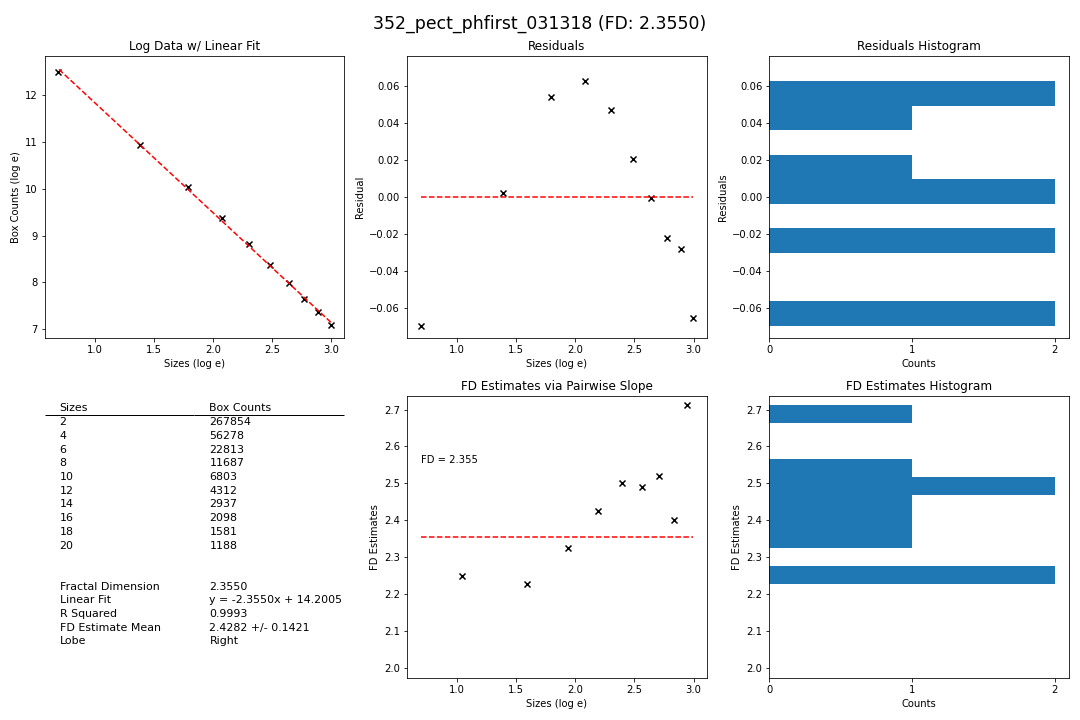 352_pect_phfirst_031318 (FD: 2.3550)
Log Data w/ Linear Fit
Box Counts (log e)
12
11
10
9
8
7
1.0 1.5 2.0 2.5 3.0
Sizes (log e)
Residuals
Residual
0.06
0.04
0.02
0.00
−0.02
−0.04
−0.06
1.0 1.5 2.0 2.5 3.0
Sizes (log e)
Residuals Histogram
Residuals
0.06
0.04
0.02
0.00
−0.02
−0.04
−0.06
0 1 2
Counts
Sizes Box Counts
2 267854
4 56278
6 22813
8 11687
10 6803
12 4312
14 2937
16 2098
18 1581
20 1188
Fractal Dimension 2.3550
Linear Fit y = -2.3550x + 14.2005
R Squared 0.9993
FD Estimate Mean 2.4282 +/- 0.1421
Lobe Right
FD Estimates via Pairwise Slope
FD Estimates
2.7
2.6
FD = 2.355
2.5
2.4
2.3
2.2
2.1
2.0
1.0 1.5 2.0 2.5 3.0
Sizes (log e)
FD Estimates Histogram
FD Estimates
2.7
2.6
2.5
2.4
2.3
2.2
2.1
2.0
0 1 2
Counts